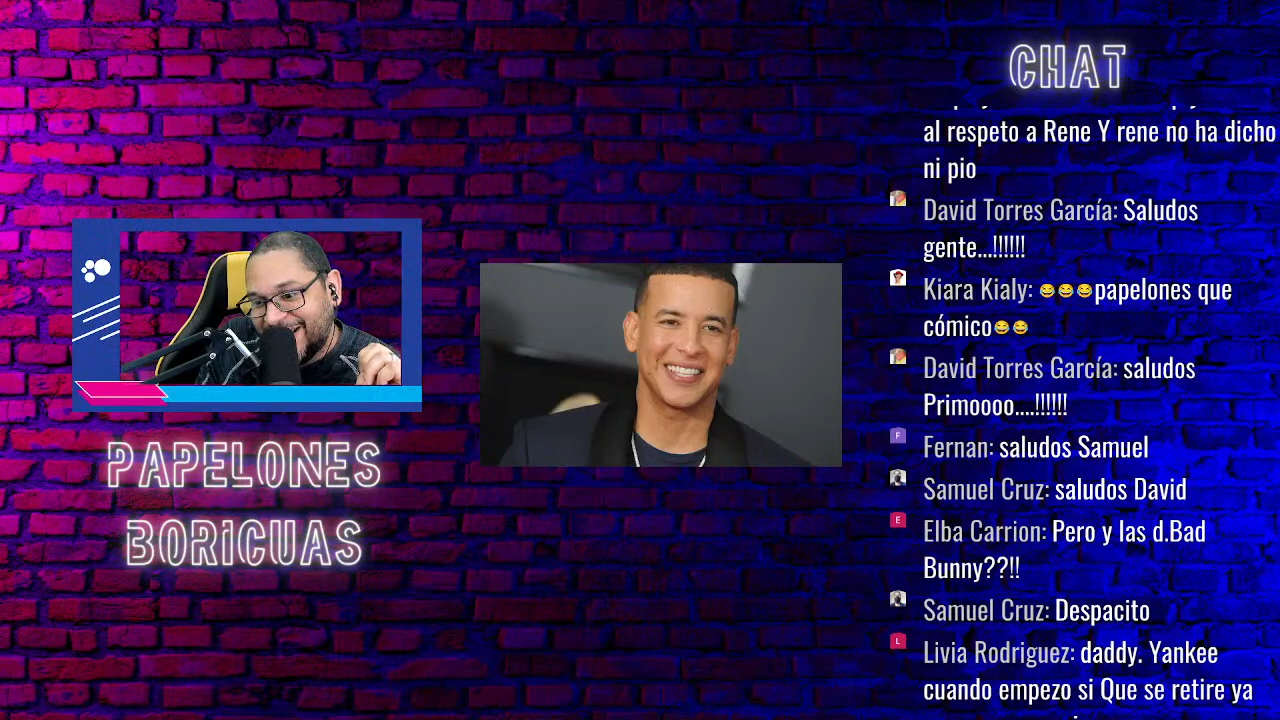 CHAT
al respeto a Rene Y rene no ha dicho
ni pio
David Torres García: Saludos
gente...!!!!!!
Kiara Kialy: 😂😂😂papelones que
cómico😂😂
David Torres García: saludos
Primoooo....!!!!!!
F
Fernan: saludos Samuel
Samuel Cruz: saludos David
E
Elba Carrion: Pero y las d.Bad
Bunny??!!
Samuel Cruz: Despacito
L
Livia Rodriguez: daddy. Yankee
cuando empezo si Que se retire ya
PAPELONES
BORICUAS